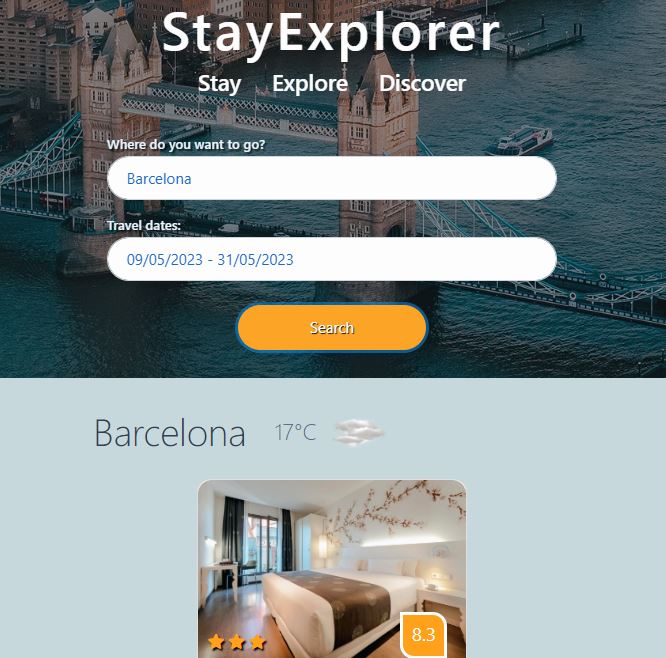 StayExplorer
Stay Explore Discover
Where do you want to go?
Barcelona
Travel dates:
09/05/2023 - 31/05/2023
Search
Barcelona 17°C
8.3